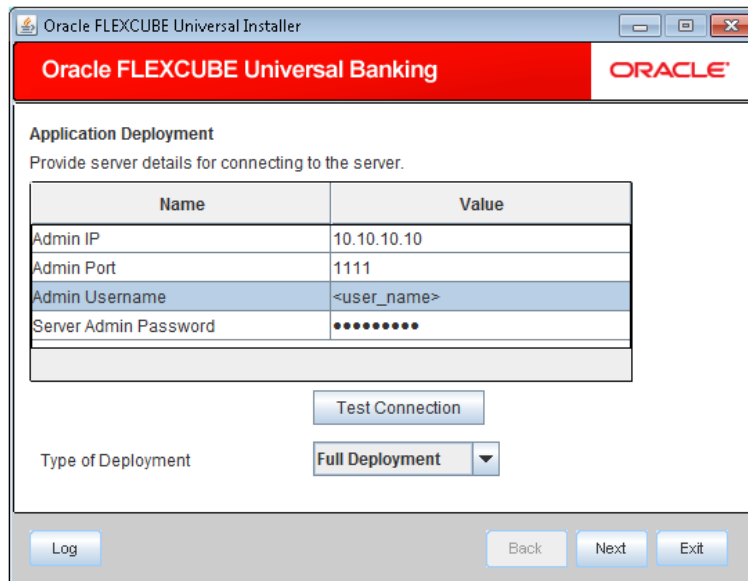 Oracle FLEXCUBE Universal Installer
Oracle FLEXCUBE Universal Banking
ORACLE
Application Deployment
Provide server details for connecting to the server.
Name Value
Admin IP 10.10.10.10
Admin Port 1111
Admin Username <user_name>
Server Admin Password •••••••••
Test Connection
Type of Deployment Full Deployment
Log Back Next Exit